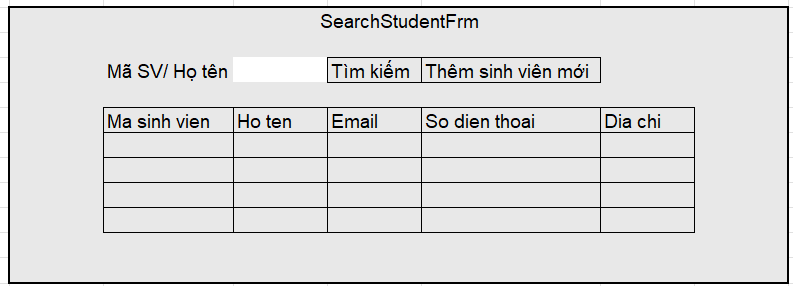 SearchStudentFrm
Mã SV/ Họ tên Tìm kiếm Thêm sinh viên mới
Ma sinh vien Ho ten Email So dien thoai Dia chi